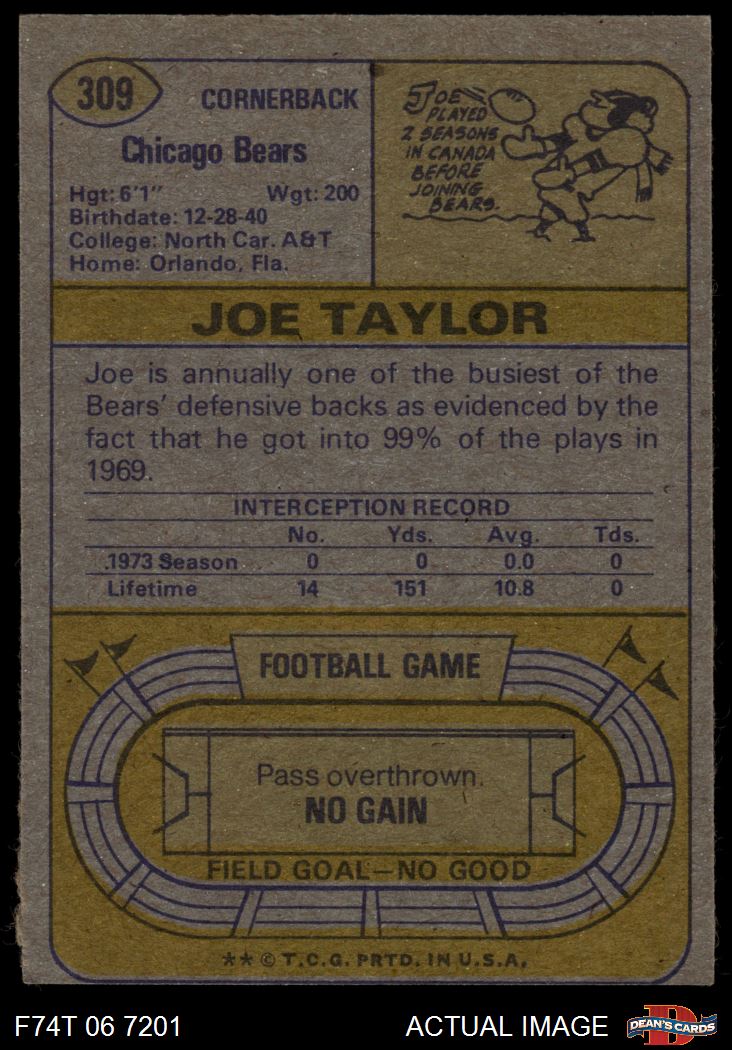 309
CORNERBACK
Chicago Bears
Hgt: 6'1" Wgt: 200
Birthdate: 12-28-40
College: North Car. A&T
Home: Orlando, Fla.
JOE
PLAYED
2 SEASONS
IN CANADA
BEFORE
JOINING
BEARS.
JOE TAYLOR
Joe is annually one of the busiest of the
Bears' defensive backs as evidenced by the
fact that he got into 99% of the plays in
1969.
INTERCEPTION RECORD
No. Yds. Avg. Tds.
1973 Season 0 0 0.0 0
Lifetime 14 151 10.8 0
FOOTBALL GAME
Pass overthrown.
NO GAIN
FIELD GOAL—NO GOOD
** © T.C.G. PRTD. IN U.S.A.
F74T 06 7201
ACTUAL IMAGE
DEAN'S CARDS